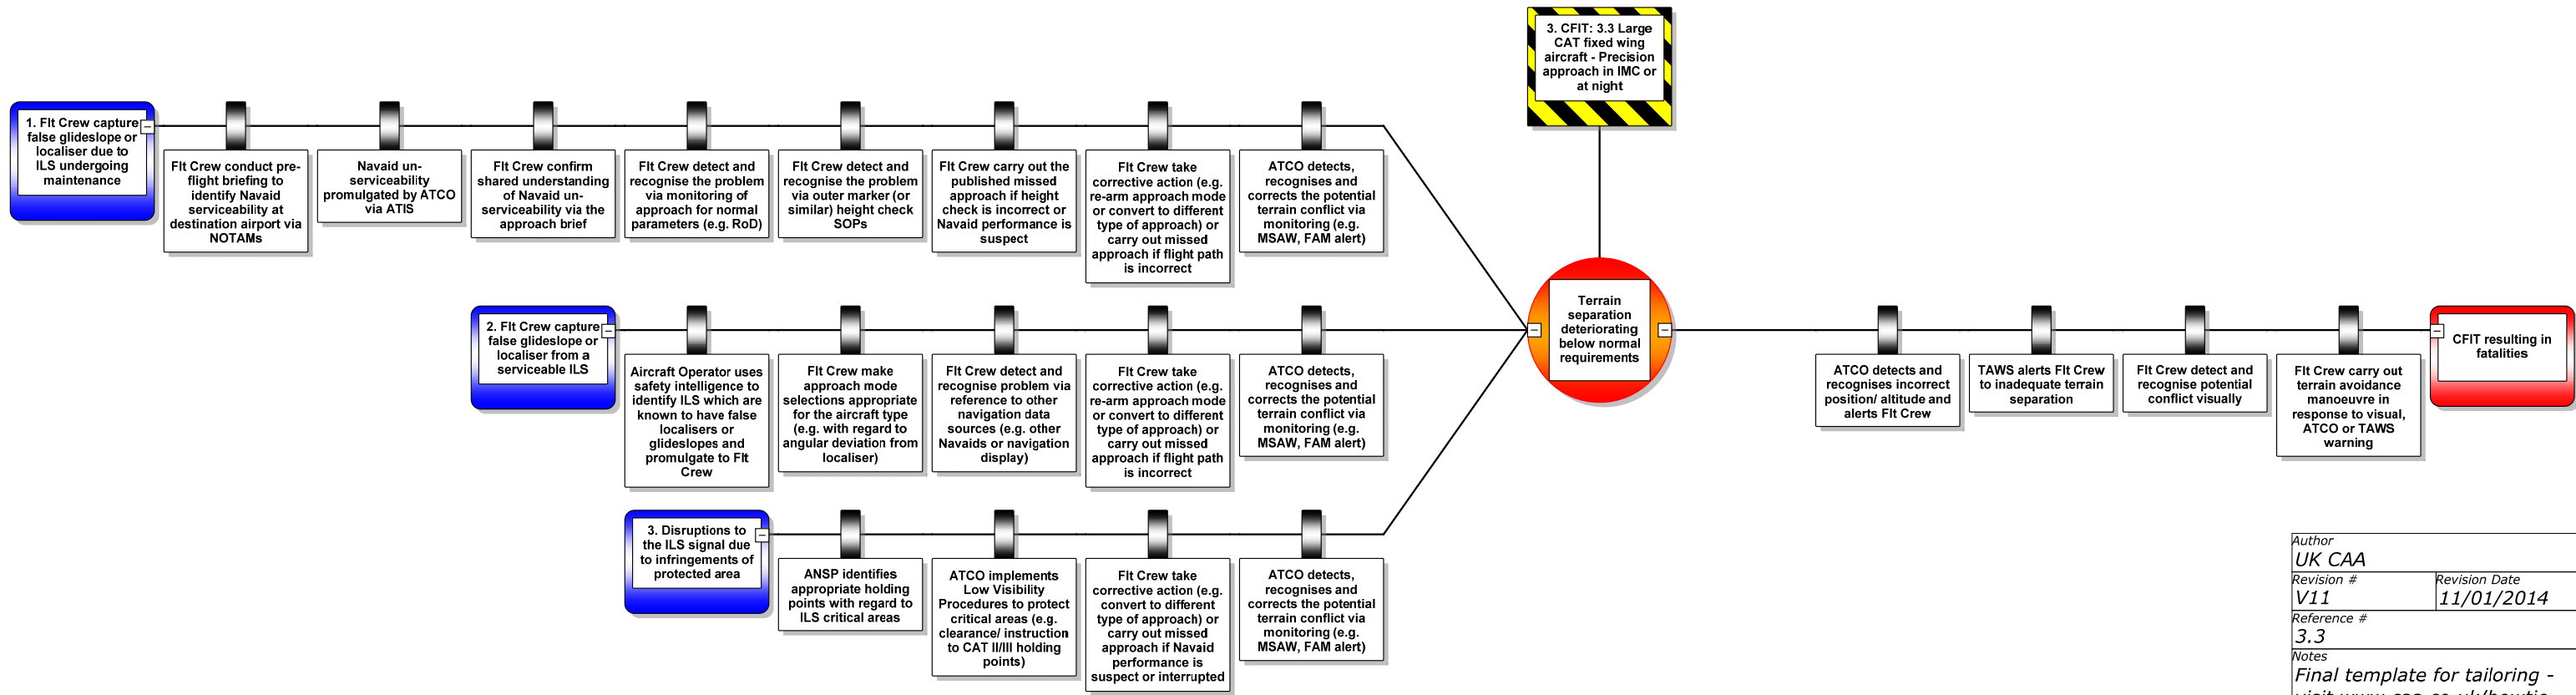 3. CFIT: 3.3 Large
CAT fixed wing
aircraft - Precision
approach in IMC or
at night
1. Flt Crew capture
false glideslope or
localiser due to
ILS undergoing
maintenance
Flt Crew conduct pre-
flight briefing to
identify Navaid
serviceability at
destination airport via
NOTAMs
Navaid un-
serviceability
promulgated by ATCO
via ATIS
Flt Crew confirm
shared understanding
of Navaid un-
serviceability via the
approach brief
Flt Crew detect and
recognise the problem
via monitoring of
approach for normal
parameters (e.g. RoD)
Flt Crew detect and
recognise the problem
via outer marker (or
similar) height check
SOPs
Flt Crew carry out the
published missed
approach if height
check is incorrect or
Navaid performance is
suspect
Flt Crew take
corrective action (e.g.
re-arm approach mode
or convert to different
type of approach) or
carry out missed
approach if flight path
is incorrect
ATCO detects,
recognises and
corrects the potential
terrain conflict via
monitoring (e.g.
MSAW, FAM alert)
2. Flt Crew capture
false glideslope or
localiser from a
serviceable ILS
Aircraft Operator uses
safety intelligence to
identify ILS which are
known to have false
localisers or
glideslopes and
promulgate to Flt
Crew
Flt Crew make
approach mode
selections appropriate
for the aircraft type
(e.g. with regard to
angular deviation from
localiser)
Flt Crew detect and
recognise problem via
reference to other
navigation data
sources (e.g. other
Navaids or navigation
display)
Flt Crew take
corrective action (e.g.
re-arm approach mode
or convert to different
type of approach) or
carry out missed
approach if flight path
is incorrect
ATCO detects,
recognises and
corrects the potential
terrain conflict via
monitoring (e.g.
MSAW, FAM alert)
3. Disruptions to
the ILS signal due
to infringements of
protected area
ANSP identifies
appropriate holding
points with regard to
ILS critical areas
ATCO implements
Low Visibility
Procedures to protect
critical areas (e.g.
clearance/ instruction
to CAT II/III holding
points)
Flt Crew take
corrective action (e.g.
convert to different
type of approach) or
carry out missed
approach if Navaid
performance is
suspect or interrupted
ATCO detects,
recognises and
corrects the potential
terrain conflict via
monitoring (e.g.
MSAW, FAM alert)
Terrain
separation
deteriorating
below normal
requirements
ATCO detects and
recognises incorrect
position/ altitude and
alerts Flt Crew
TAWS alerts Flt Crew
to inadequate terrain
separation
Flt Crew detect and
recognise potential
conflict visually
Flt Crew carry out
terrain avoidance
manoeuvre in
response to visual,
ATCO or TAWS
warning
CFIT resulting in
fatalities
Author
UK CAA
Revision #
V11
Revision Date
11/01/2014
Reference #
3.3
Notes
Final template for tailoring -
visit www.caa.co.uk/bowtie